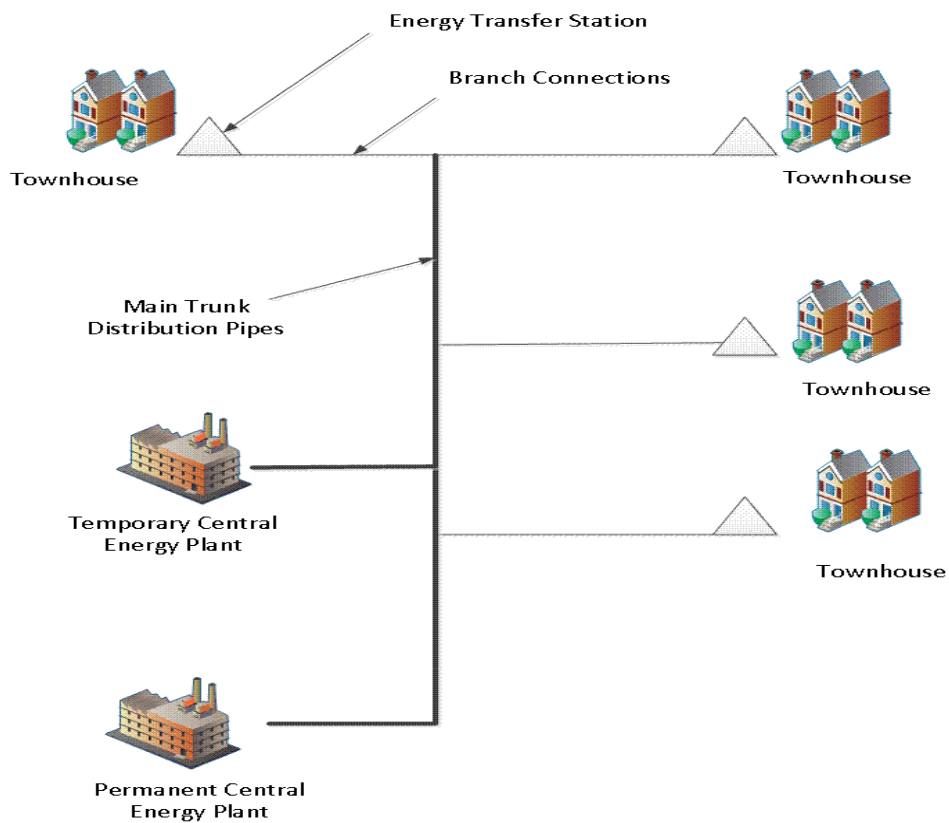 Energy Transfer Station
Branch Connections
Townhouse
Townhouse
Main Trunk
Distribution Pipes
Townhouse
Temporary Central
Energy Plant
Townhouse
Permanent Central
Energy Plant